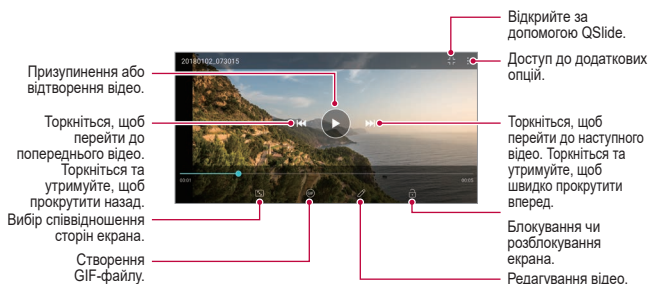 Відкрийте за
допомогою QSlide.
Доступ до додаткових
опцій.
20180102_073015
Призупинення або
відтворення відео.
Торкніться, щоб
перейти до
попереднього відео.
Торкніться та
утримуйте, щоб
прокрутити назад.
Торкніться, щоб
перейти до наступного
відео. Торкніться та
утримуйте, щоб
швидко прокрутити
вперед.
00:01
00:05
GIF
Вибір співвідношення
сторін екрана.
Створення
GIF-файлу.
Блокування чи
розблокування
екрана.
Редагування відео.